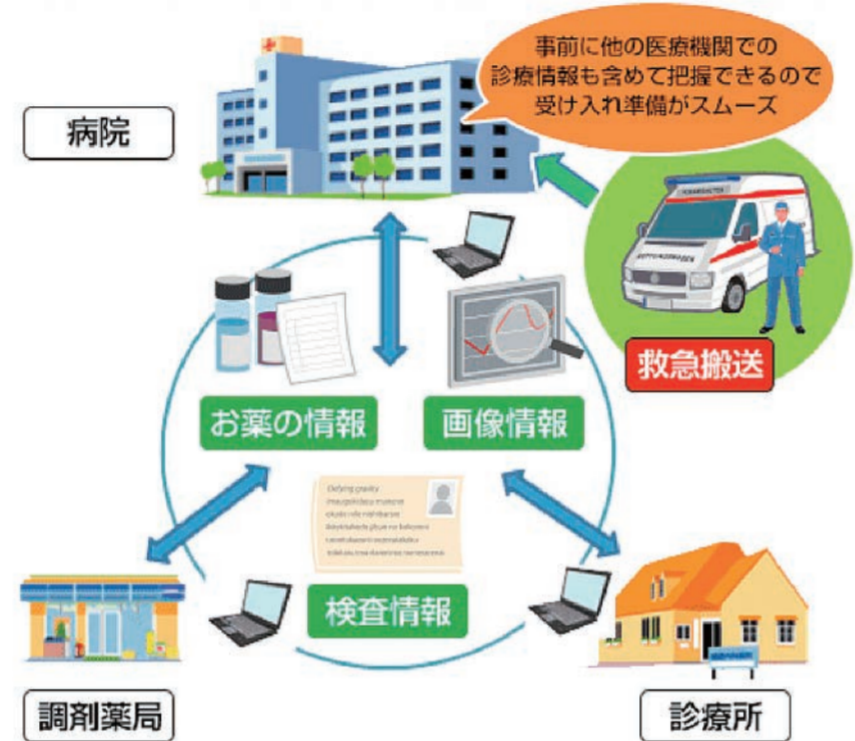 事前に他の医療機関での
診療情報も含めて把握できるので
受け入れ準備がスムーズ
病院
救急搬送
お薬の情報
画像情報
検査情報
調剤薬局
診療所